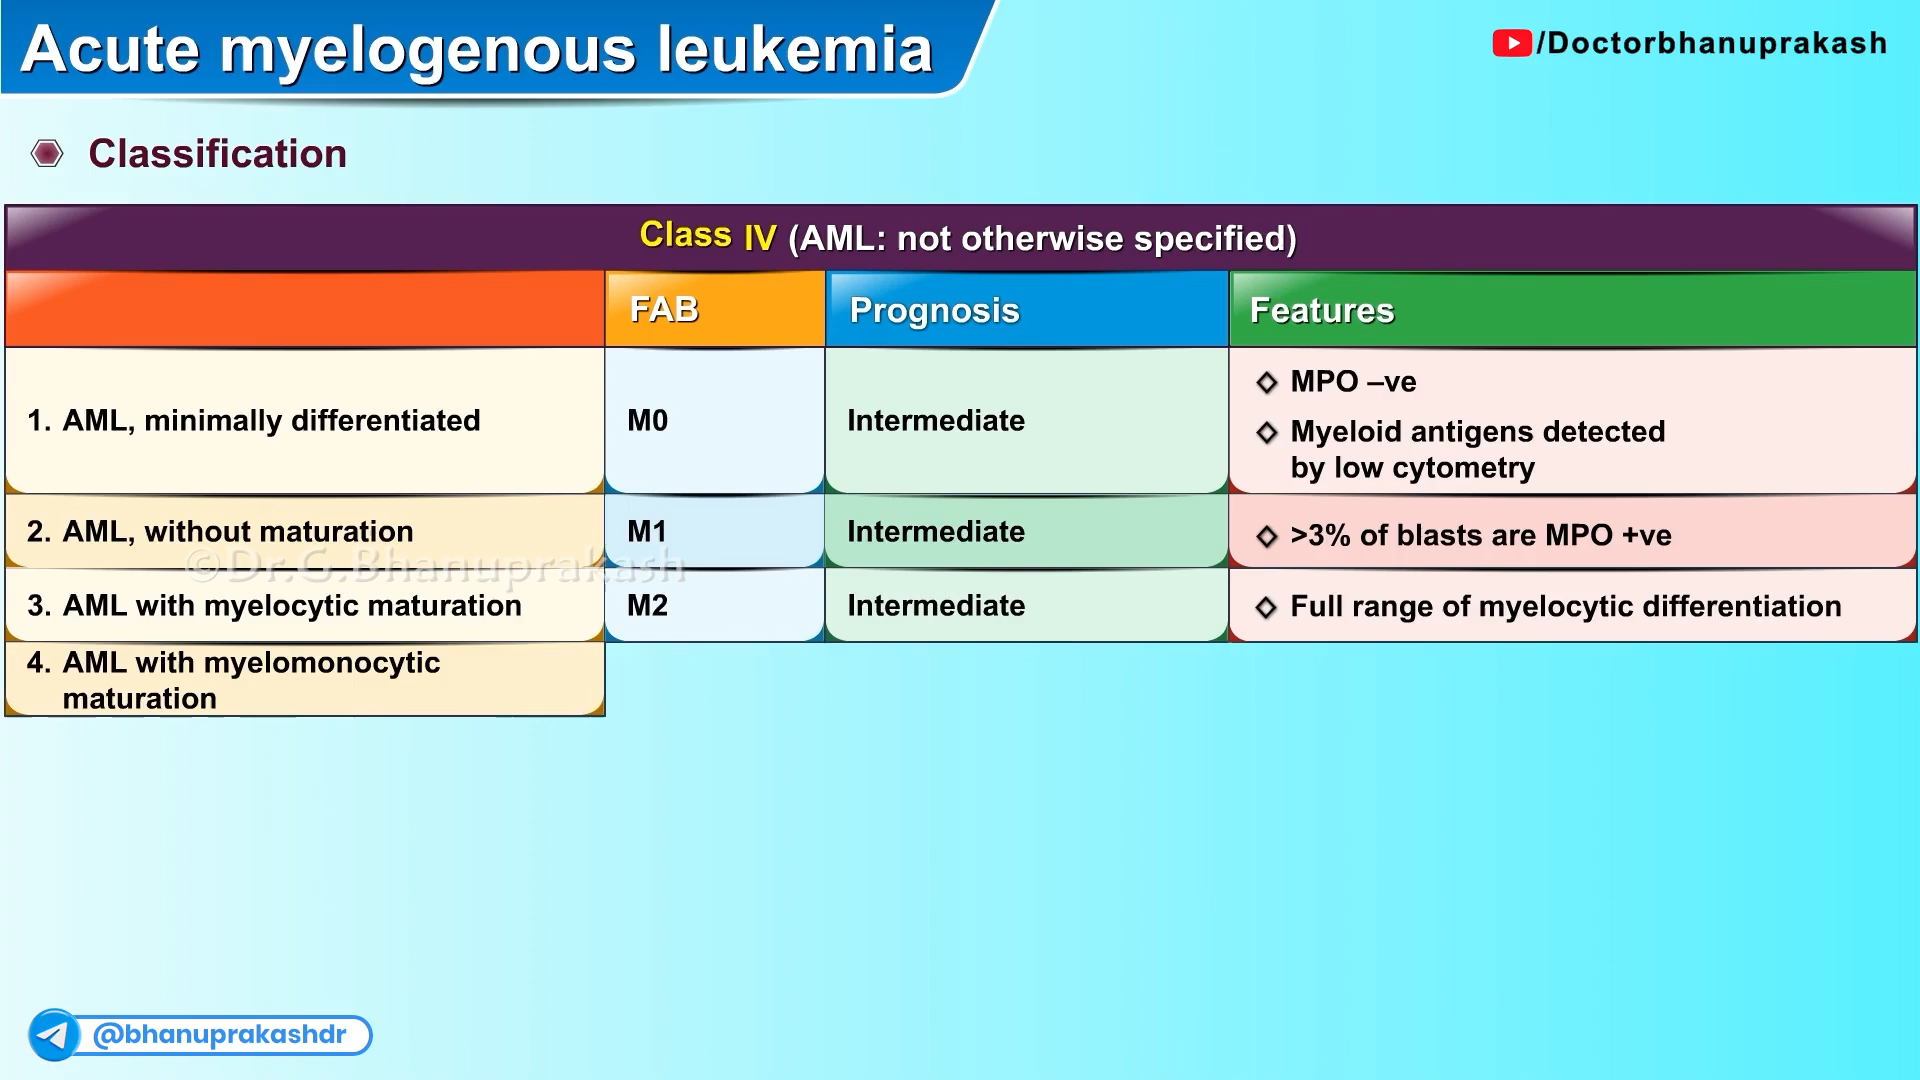 Acute myelogenous leukemia
/Doctorbhanuprakash
Classification
Class IV (AML: not otherwise specified)
FAB
Prognosis
Features
1. AML, minimally differentiated
M0
Intermediate
MPO –ve
Myeloid antigens detected
by low cytometry
2. AML, without maturation
M1
Intermediate
>3% of blasts are MPO +ve
©Dr.G.Bhanuprakash
3. AML with myelocytic maturation
M2
Intermediate
Full range of myelocytic differentiation
4. AML with myelomonocytic
maturation
@bhanuprakashdr